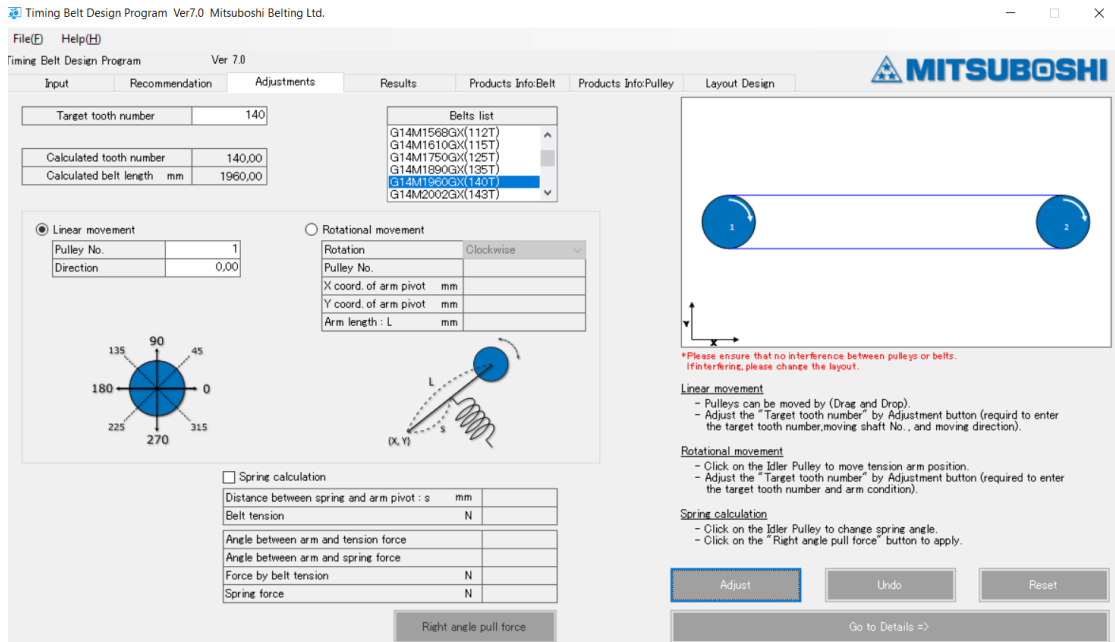 Timing Belt Design Program Ver7.0 Mitsuboshi Belting Ltd.
File(F) Help(H)
Timing Belt Design Program Ver 7.0
MITSUBOSHI
Input Recommendation Adjustments Results Products Info:Belt Products Info:Pulley Layout Design
Target tooth number 140
Calculated tooth number 140,00
Calculated belt length mm 1960,00
Belts list
G14M1568GX(112T)
G14M1610GX(115T)
G14M1750GX(125T)
G14M1890GX(135T)
G14M1960GX(140T)
G14M2002GX(143T)
Linear movement
Pulley No. 1
Direction 0,00
90
45
0
315
270
225
180
135
Rotational movement
Rotation Clockwise
Pulley No.
X coord. of arm pivot mm
Y coord. of arm pivot mm
Arm length : L mm
L
S
(X, Y)
Spring calculation
Distance between spring and arm pivot : s mm
Belt tension N
Angle between arm and tension force
Angle between arm and spring force
Force by belt tension N
Spring force N
Right angle pull force
1
2
Y
X
*Please ensure that no interference between pulleys or belts.
If interfering, please change the layout.
Linear movement
- Pulleys can be moved by (Drag and Drop).
- Adjust the "Target tooth number" by Adjustment button (requird to enter
the target tooth number,moving shaft No., and moving direction).
Rotational movement
- Click on the Idler Pulley to move tension arm position.
- Adjust the "Target tooth number" by Adjustment button (required to enter
the target tooth number and arm condition).
Spring calculation
- Click on the Idler Pulley to change spring angle.
- Click on the "Right angle pull force" button to apply.
Adjust Undo Reset
Go to Details =>